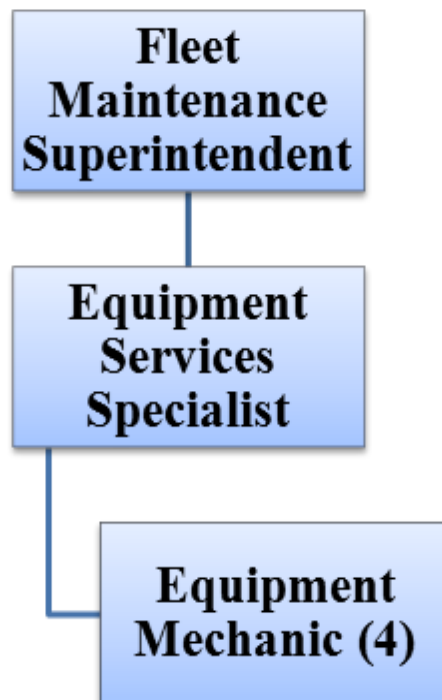 Fleet
Maintenance
Superintendent
Equipment
Services
Specialist
Equipment
Mechanic (4)